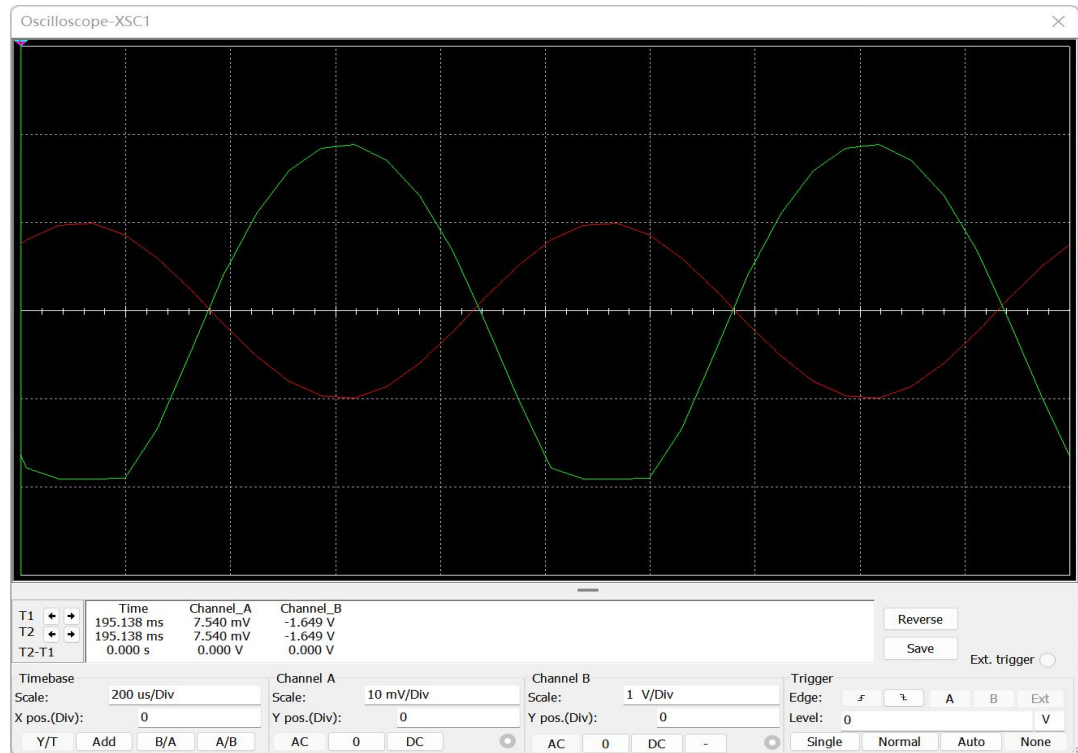 Oscilloscope-XSC1
Time Channel_A Channel_B
T1 195.138 ms 7.540 mV -1.649 V
T2 195.138 ms 7.540 mV -1.649 V
T2-T1 0.000 s 0.000 V 0.000 V
Reverse
Save
Ext. trigger
Timebase
Scale: 200 us/Div
X pos.(Div): 0
Y/T Add B/A A/B
Channel A
Scale: 10 mV/Div
Y pos.(Div): 0
AC 0 DC
Channel B
Scale: 1 V/Div
Y pos.(Div): 0
AC 0 DC -
Trigger
Edge: A B Ext
Level: 0 V
Single Normal Auto None